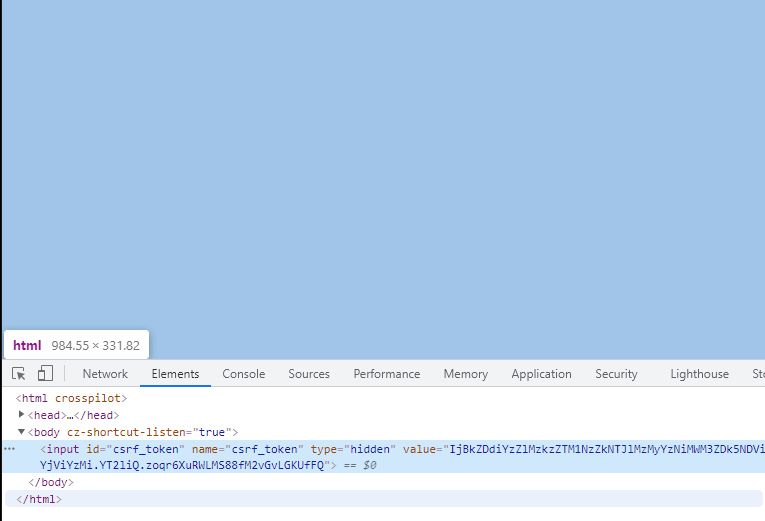 html 984.55 × 331.82
Network Elements Console Sources Performance Memory Application Security Lighthouse
<html crosspilot>
<head>…</head>
<body cz-shortcut-listen="true">
<input id="csrf_token" name="csrf_token" type="hidden" value="IjBkZDdiYzZlMzkzZTM1NzZkNTJlMzMyYzNiMWM3ZDk5NDVi
YjViYzMi.YT2liQ.zoqr6XuRWLMS88fM2vGvLGKUfFQ"> == $0
</body>
</html>